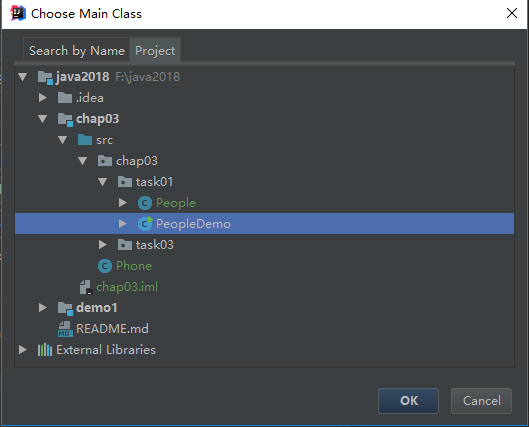 Choose Main Class
Search by Name Project
java2018 F:\java2018
.idea
chap03
src
chap03
task01
People
PeopleDemo
task03
Phone
chap03.iml
demo1
README.md
External Libraries
OK Cancel